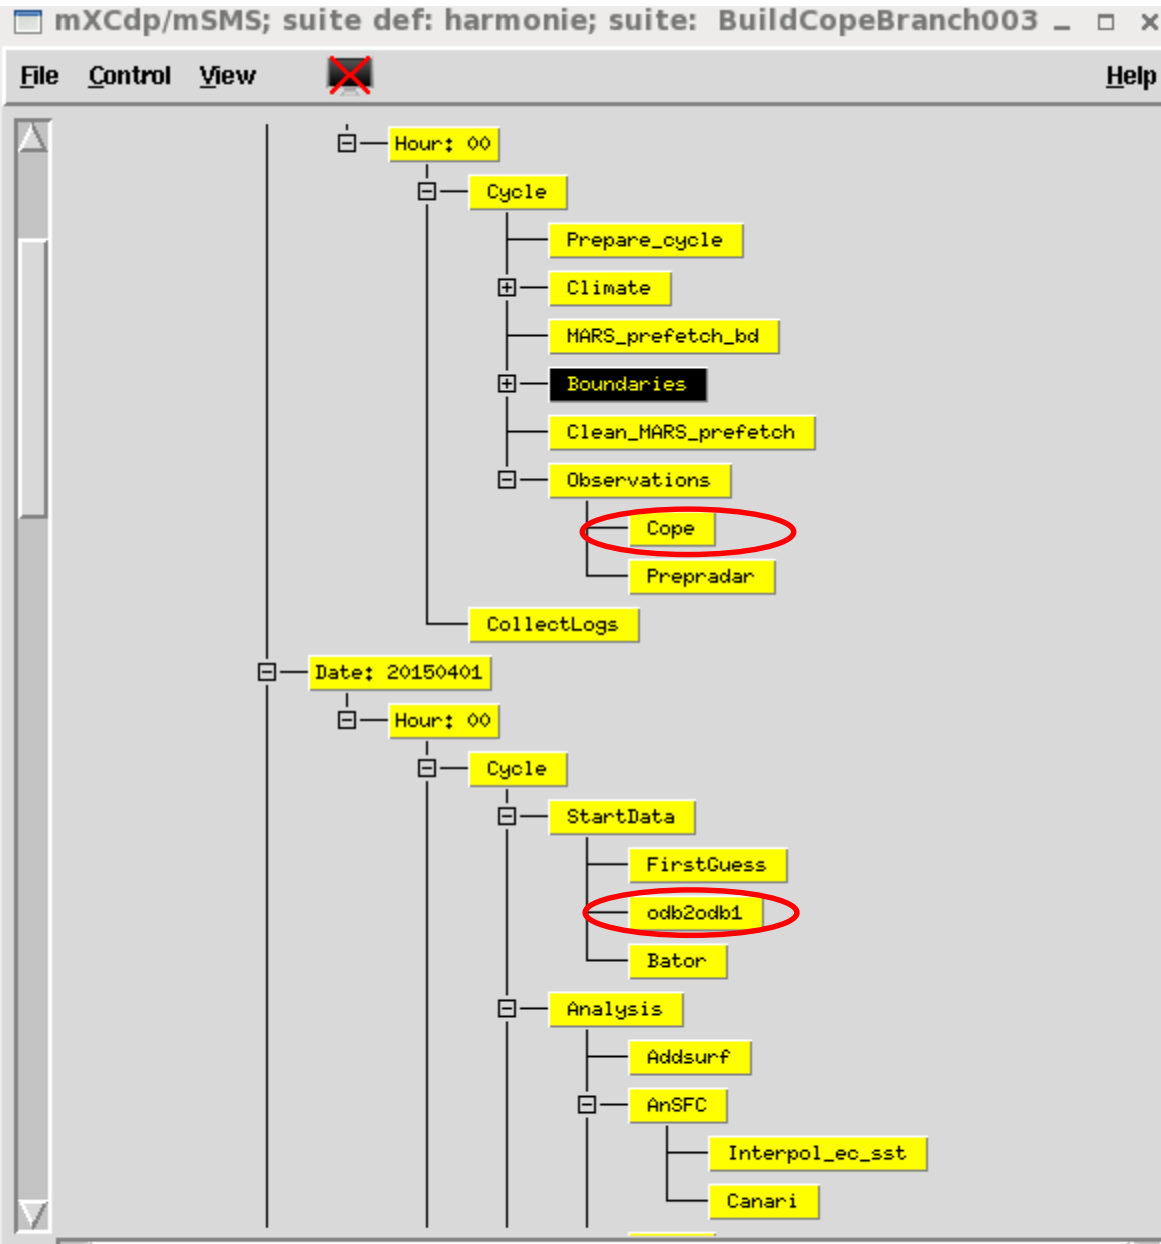 mXCdp/mSMS; suite def: harmonie; suite: BuildCopeBranch003
File Control View Help
Hour: 00
Cycle
Prepare_cycle
Climate
MARS_prefetch_bd
Boundaries
Clean_MARS_prefetch
Observations
Cope
Prepradar
CollectLogs
Date: 20150401
Hour: 00
Cycle
StartData
FirstGuess
odb2odb1
Bator
Analysis
Addsurf
AnSFC
Interpol_ec_sst
Canari